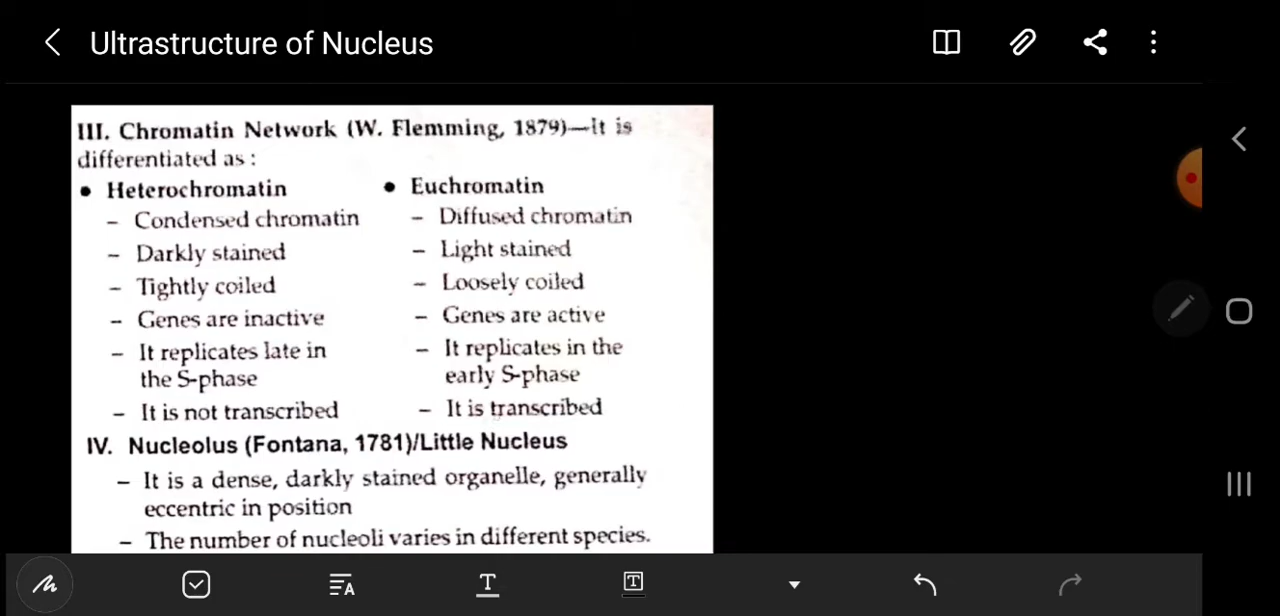 Ultrastructure of Nucleus
III. Chromatin Network (W. Flemming, 1879)—It is
differentiated as :
• Heterochromatin
– Condensed chromatin
– Darkly stained
– Tightly coiled
– Genes are inactive
– It replicates late in
the S-phase
– It is not transcribed
• Euchromatin
– Diffused chromatin
– Light stained
– Loosely coiled
– Genes are active
– It replicates in the
early S-phase
– It is transcribed
IV. Nucleolus (Fontana, 1781)/Little Nucleus
– It is a dense, darkly stained organelle, generally
eccentric in position
– The number of nucleoli varies in different species.